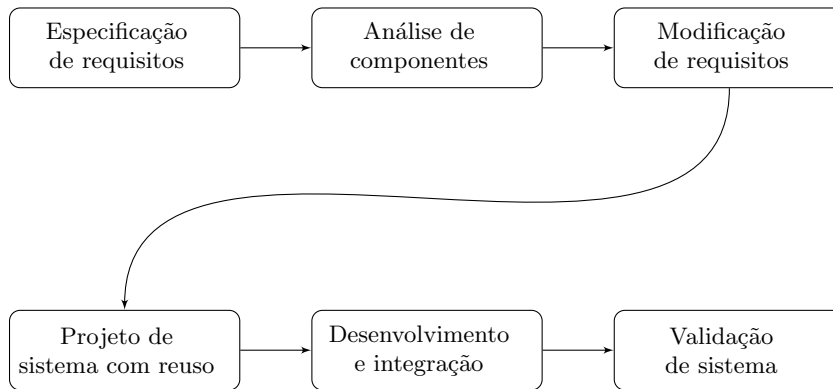 Especificação
de requisitos
Análise de
componentes
Modificação
de requisitos
Projeto de
sistema com reuso
Desenvolvimento
e integração
Validação
de sistema